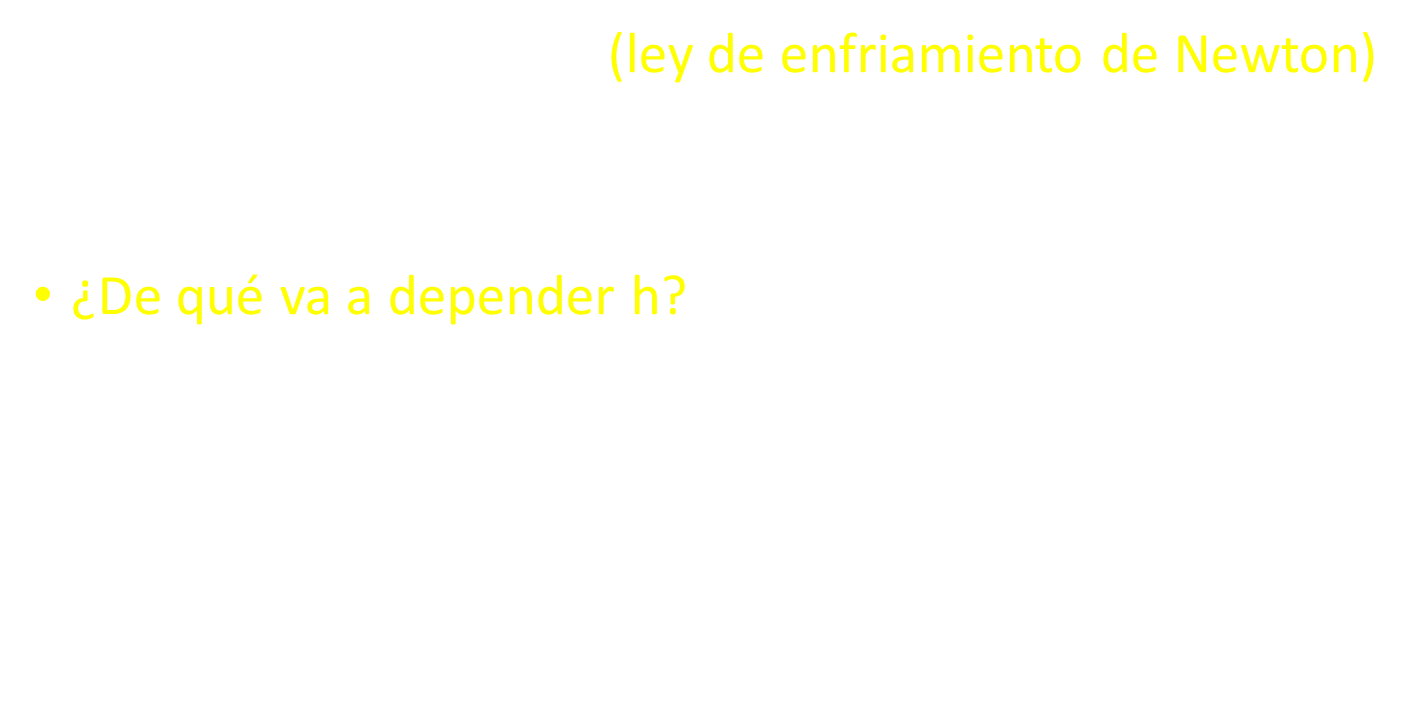 (ley de enfriamiento de Newton)
• ¿De qué va a depender h?